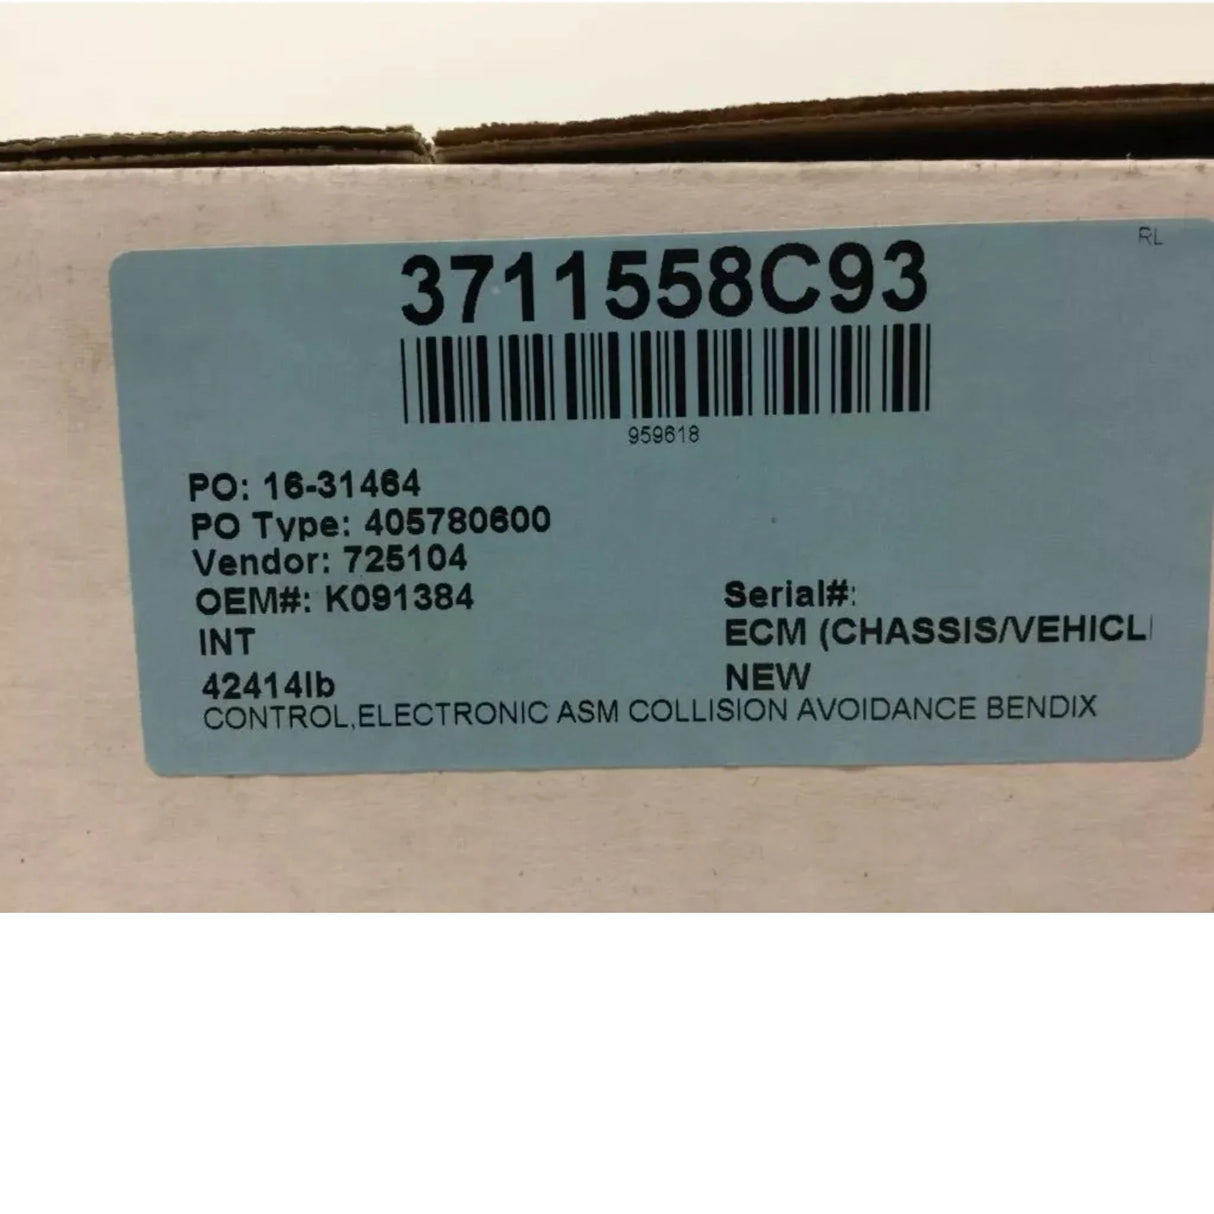 RL
3711558C93
959618
PO: 16-31464
PO Type: 405780600
Vendor: 725104
OEM#: K091384
Serial#:
INT
ECM (CHASSIS/VEHICL
42414lb
NEW
CONTROL,ELECTRONIC ASM COLLISION AVOIDANCE BENDIX